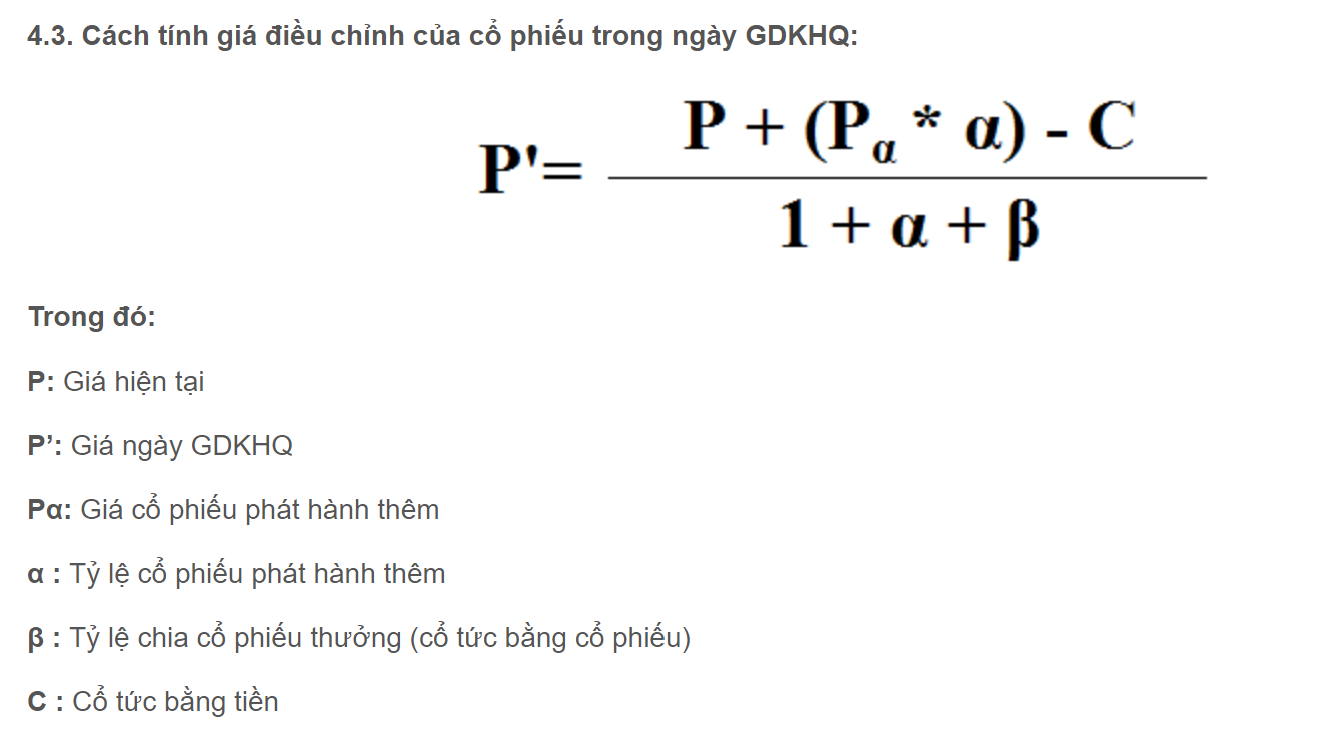 4.3. Cách tính giá điều chỉnh của cổ phiếu trong ngày GDKHQ:
P + (Pα * α) - C
P'=
1 + α + β
Trong đó:
P: Giá hiện tại
P’: Giá ngày GDKHQ
Pα: Giá cổ phiếu phát hành thêm
α : Tỷ lệ cổ phiếu phát hành thêm
β : Tỷ lệ chia cổ phiếu thưởng (cổ tức bằng cổ phiếu)
C : Cổ tức bằng tiền